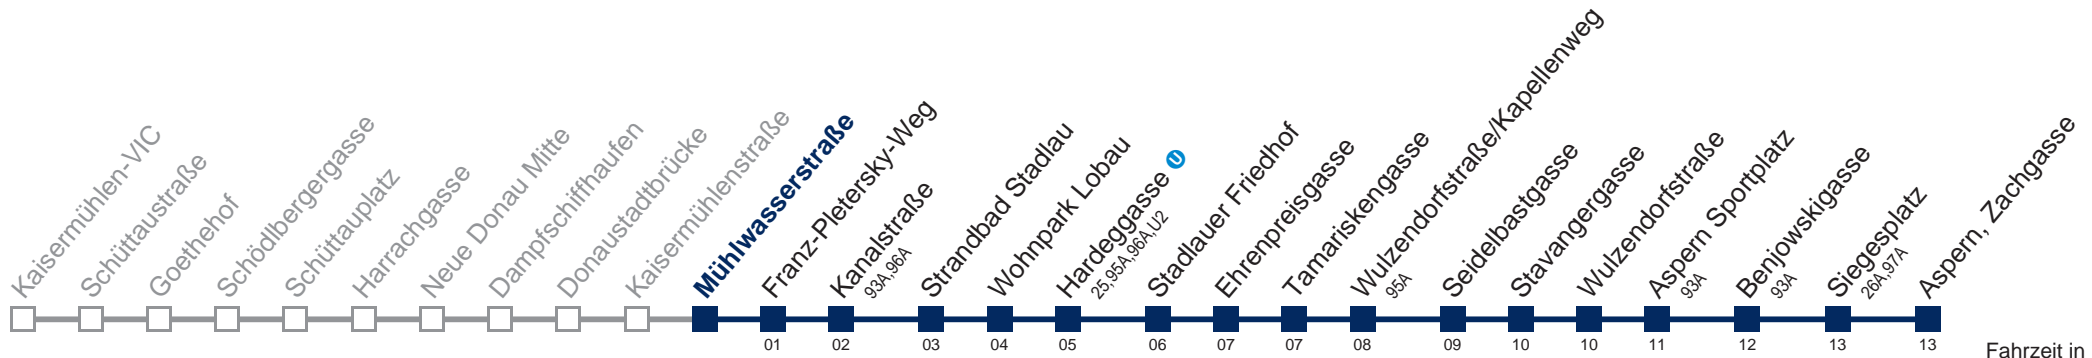 Kaisermühlen-VIC
Schüttaustraße
Goethehof
Schödlbergergasse
Schüttauplatz
Harrachgasse
Neue Donau Mitte
Dampfschiffhaufen
Donaustadtbrücke
Kaisermühlenstraße
Mühlwasserstraße
Franz-Pletersky-Weg
01
Kanalstraße
93A,96A
02
Strandbad Stadlau
03
Wohnpark Lobau
04
Hardeggasse U
25,95A,96A,U2
05
Stadlauer Friedhof
06
Ehrenpreisgasse
07
Tamariskengasse
07
Wulzendorfstraße/Kapellenweg
95A
08
Seidelbastgasse
09
Stavangergasse
10
Wulzendorfstraße
10
Aspern Sportplatz
93A
11
Benjowskigasse
93A
12
Siegesplatz
26A,97A
13
Aspern, Zachgasse
13
Fahrzeit in